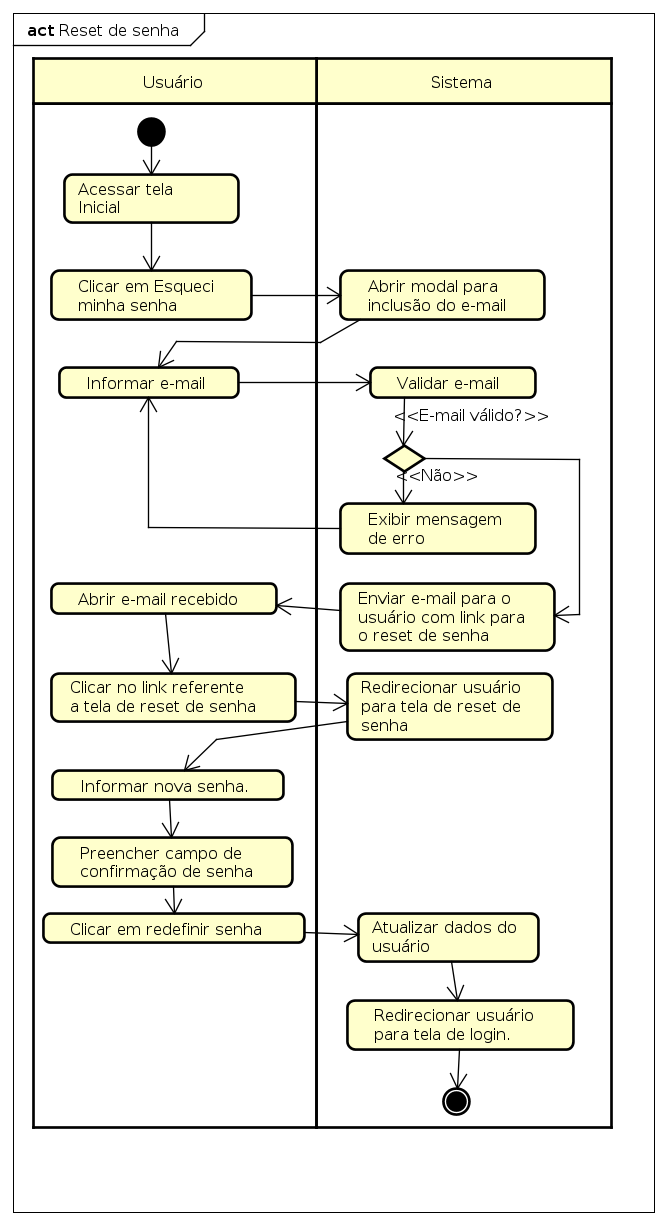 act Reset de senha
Usuário
Sistema
Acessar tela
Inicial
Clicar em Esqueci
minha senha
Abrir modal para
inclusão do e-mail
Informar e-mail
Validar e-mail
<<E-mail válido?>>
<<Não>>
Exibir mensagem
de erro
Abrir e-mail recebido
Enviar e-mail para o
usuário com link para
o reset de senha
Clicar no link referente
a tela de reset de senha
Redirecionar usuário
para tela de reset de
senha
Informar nova senha.
Preencher campo de
confirmação de senha
Clicar em redefinir senha
Atualizar dados do
usuário
Redirecionar usuário
para tela de login.